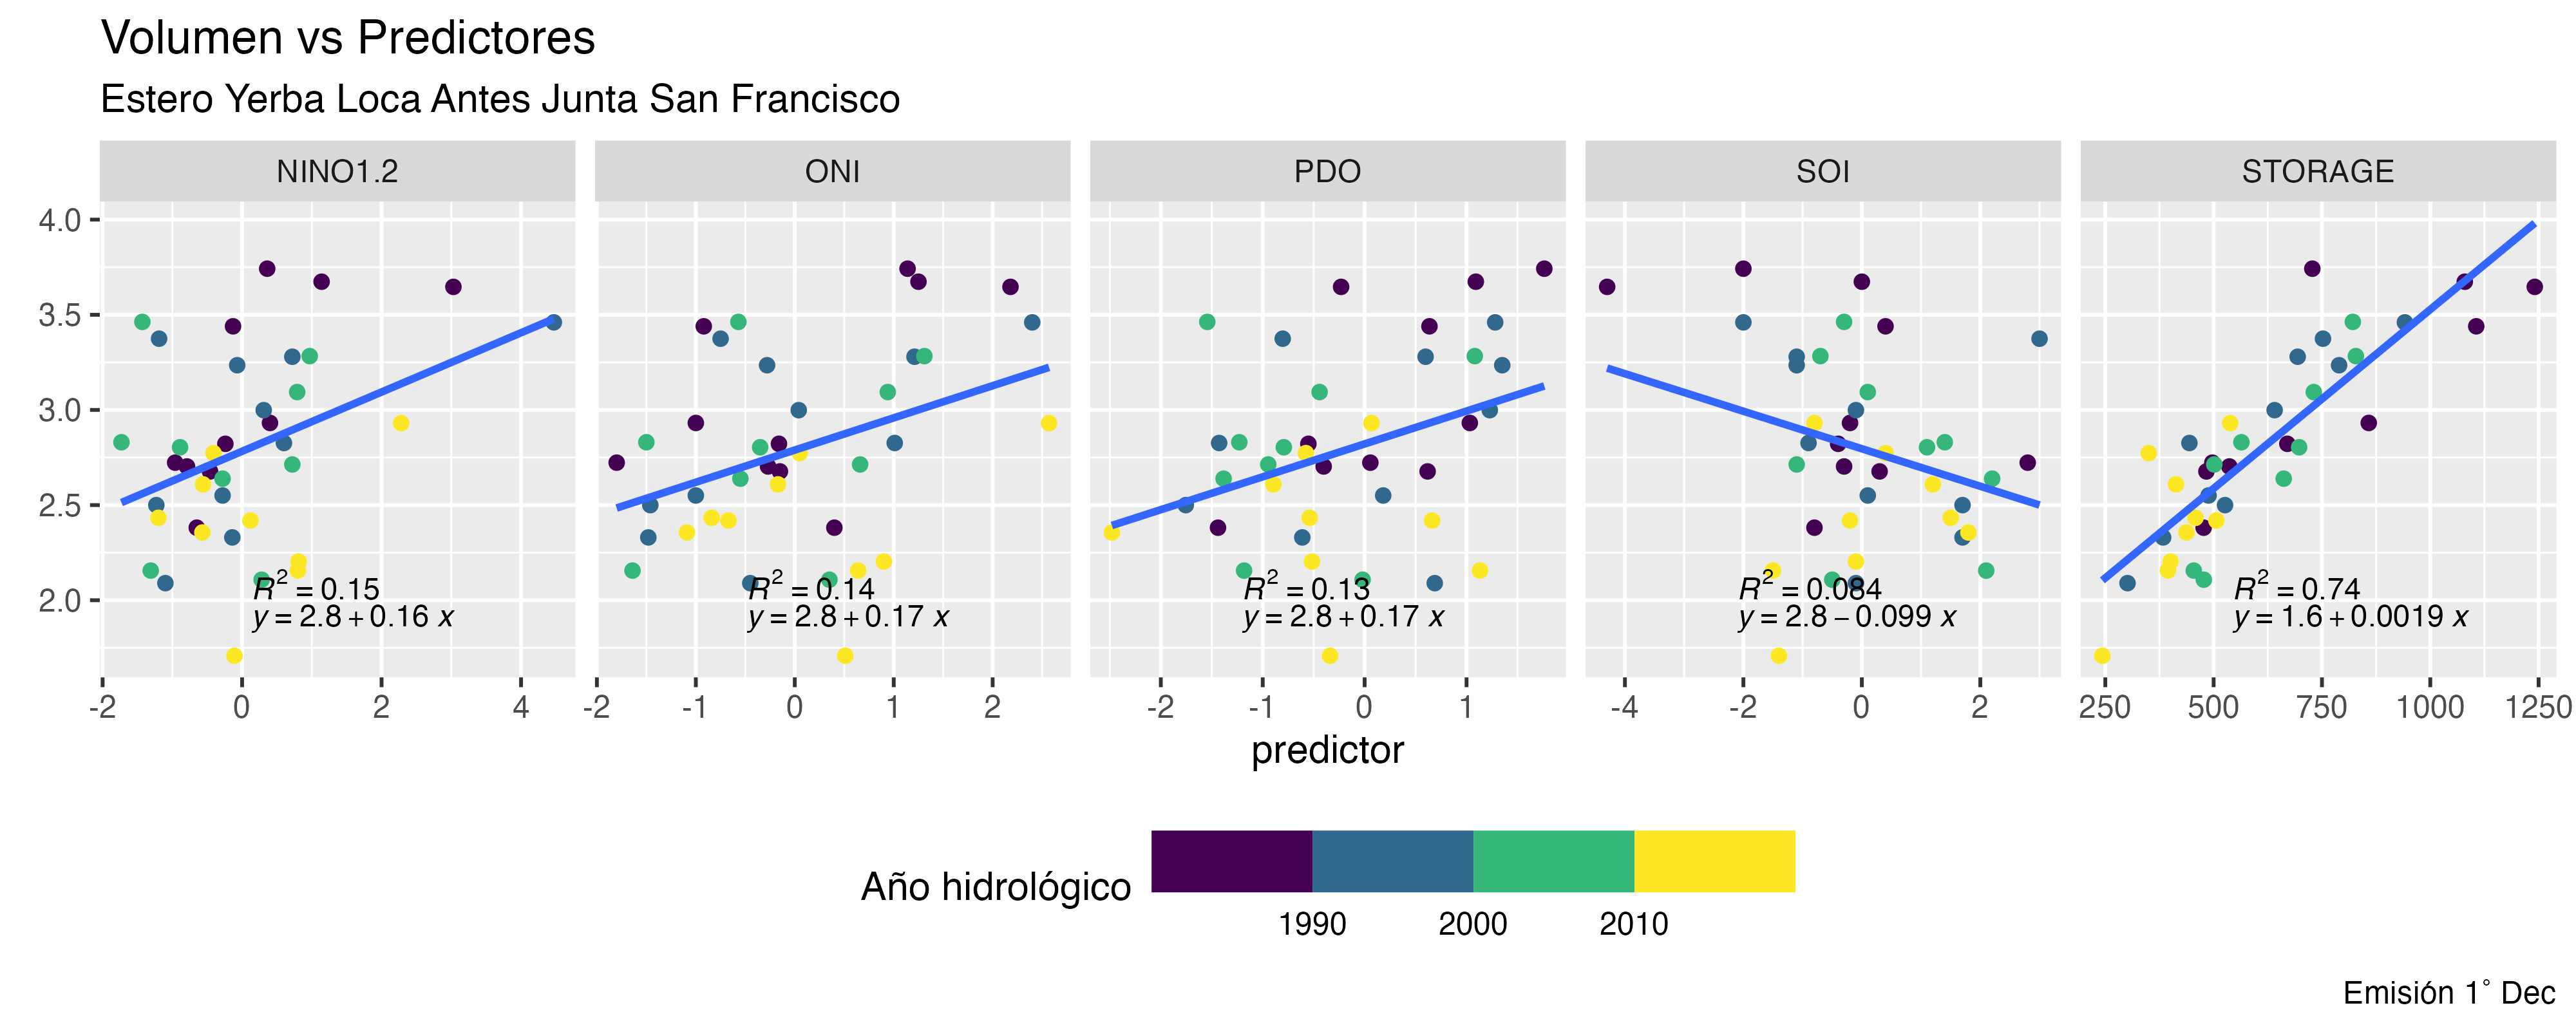 Volumen vs Predictores
Estero Yerba Loca Antes Junta San Francisco
NINO1.2 ONI PDO SOI STORAGE
4.0
3.5
3.0
2.5
2.0
R² = 0.15 R² = 0.14 R² = 0.13 R² = 0.084 R² = 0.74
y = 2.8 + 0.16 x y = 2.8 + 0.17 x y = 2.8 + 0.17 x y = 2.8 − 0.099 x y = 1.6 + 0.0019 x
-2 0 2 4 -2 -1 0 1 2 -2 -1 0 1 -4 -2 0 2 250 500 750 1000 1250
predictor
Año hidrológico
1990 2000 2010
Emisión 1° Dec